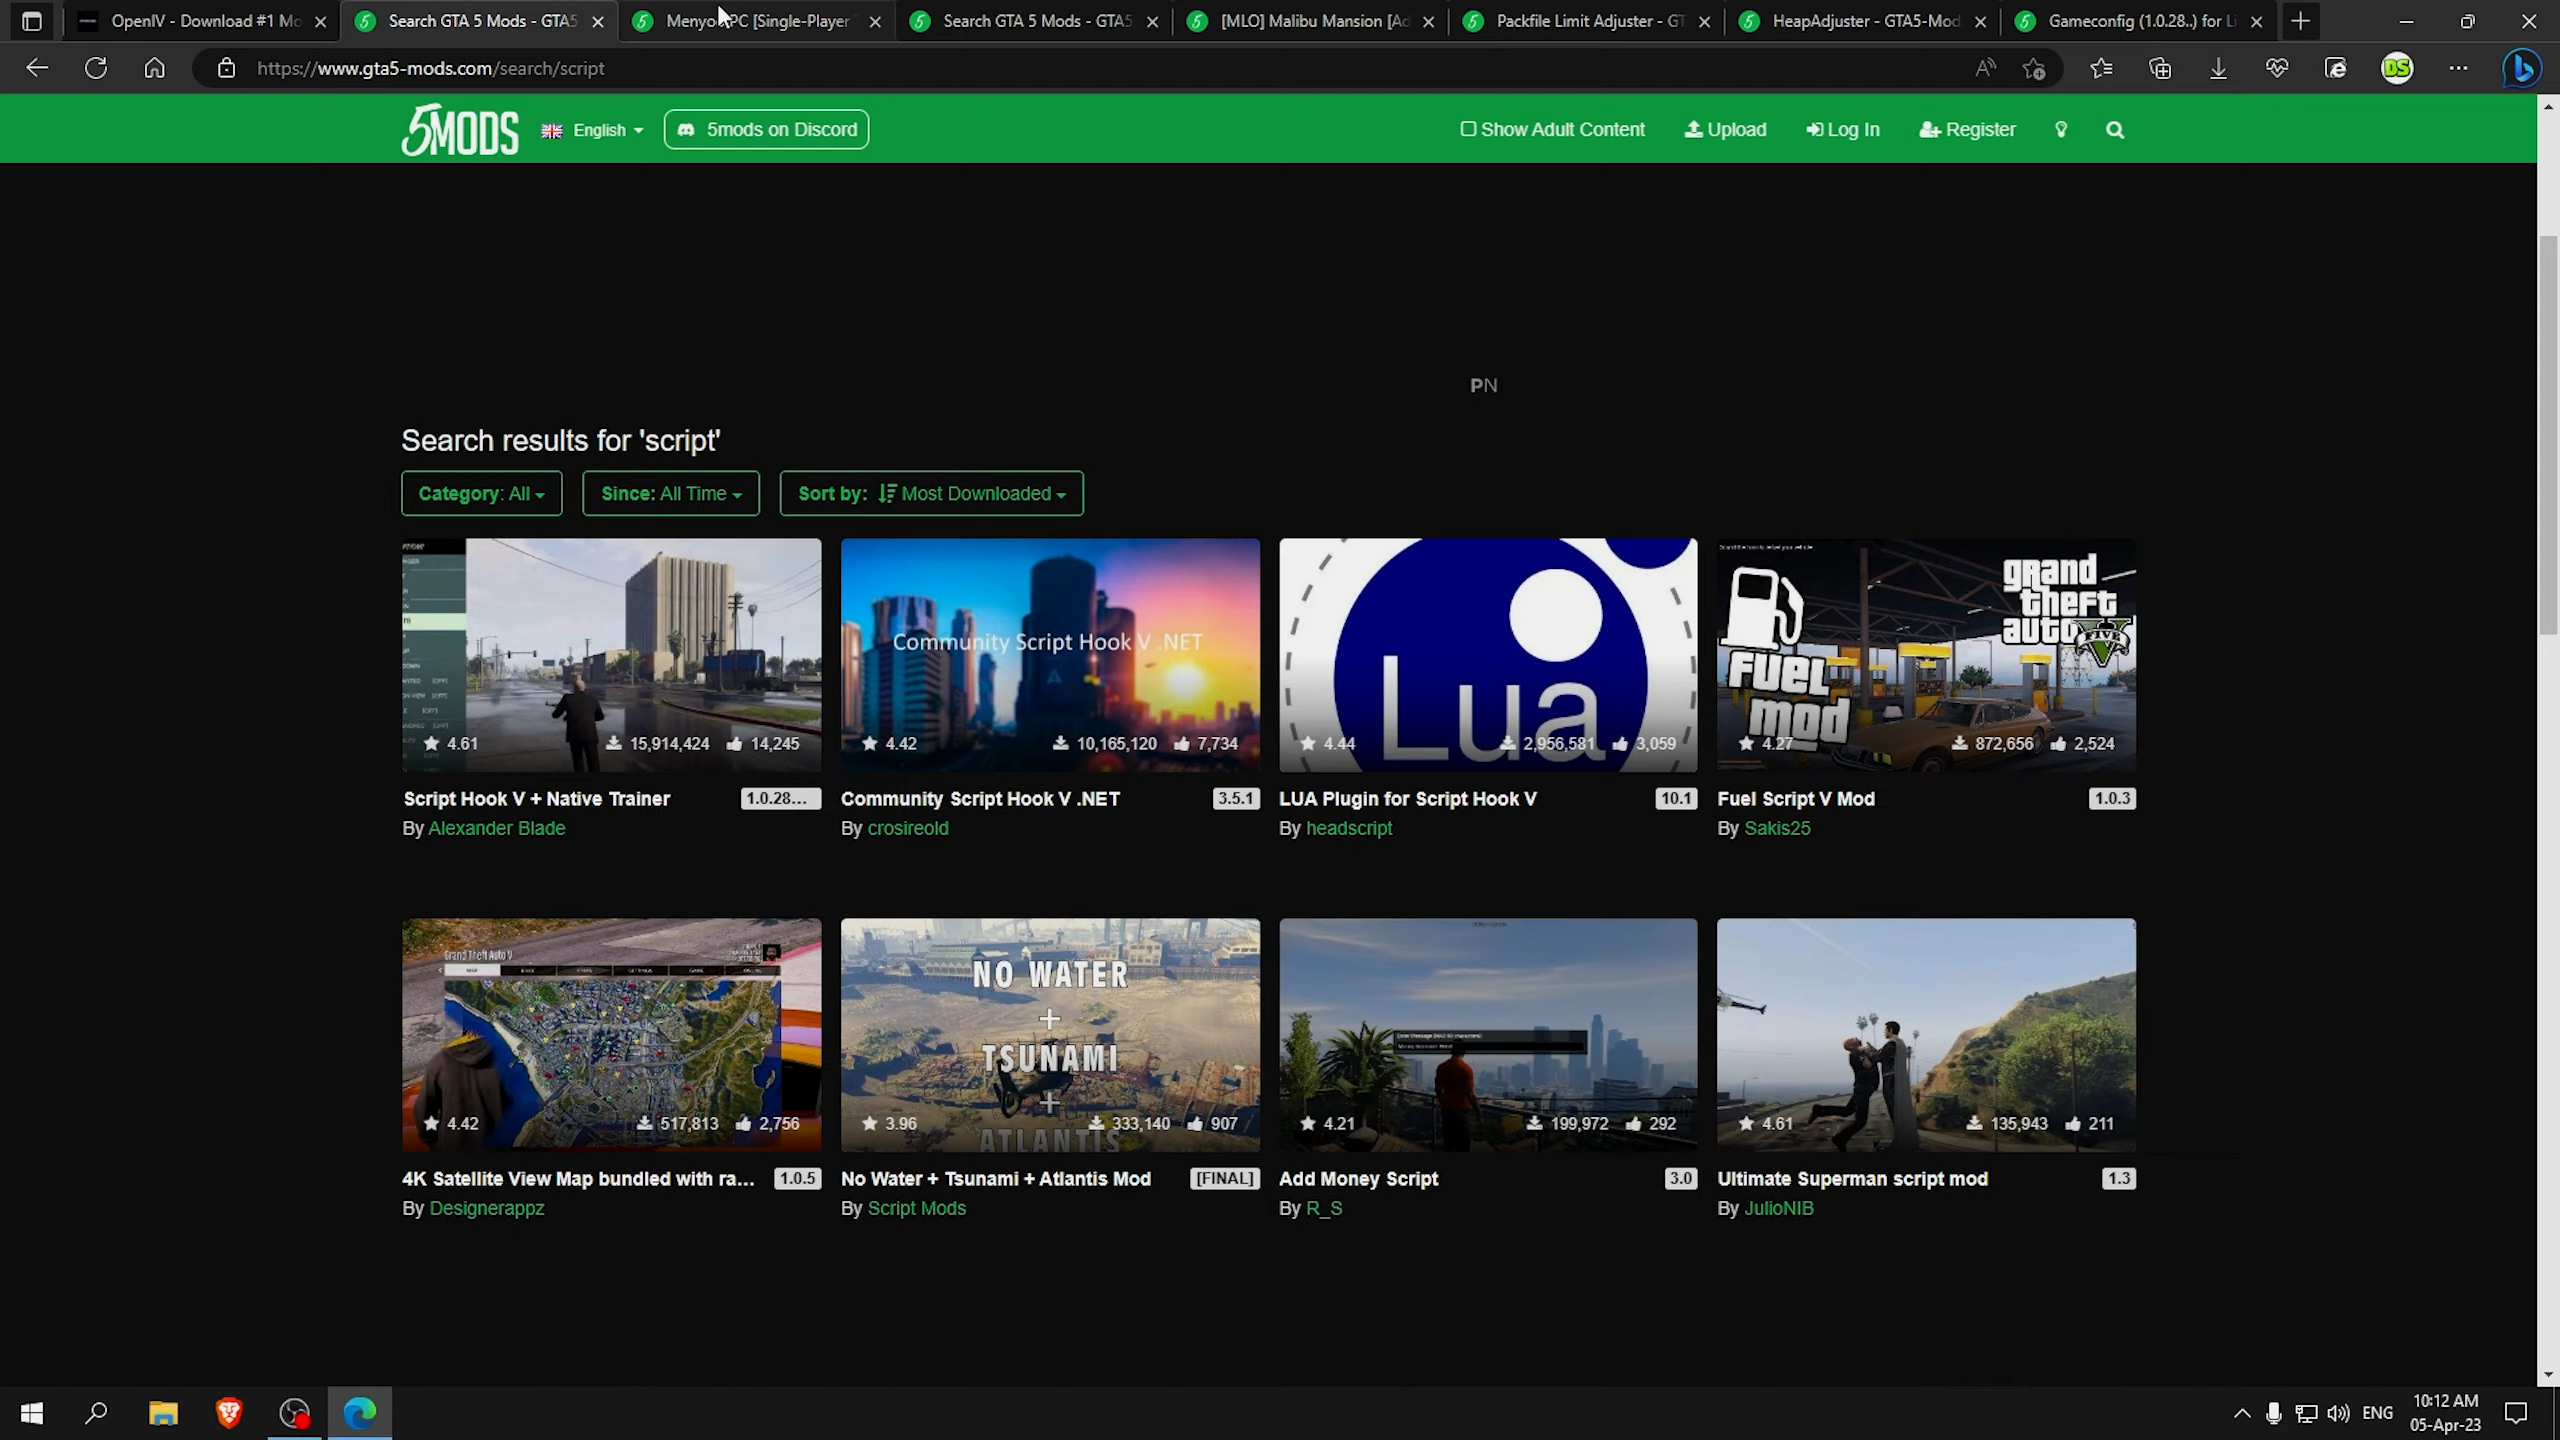 OpenIV - Download #1 Mo
Search GTA 5 Mods - GTA5
Menyoo PC [Single-Player T
Search GTA 5 Mods - GTA5
[MLO] Malibu Mansion [Ad
Packfile Limit Adjuster - GT
HeapAdjuster - GTA5-Mod
Gameconfig (1.0.28..) for Li
https://www.gta5-mods.com/search/script
5MODS
English
5mods on Discord
Show Adult Content
Upload
Log In
Register
PN
Search results for 'script'
Category: All
Since: All Time
Sort by: Most Downloaded
4.61 15,914,424 14,245
Community Script Hook V .NET
4.42 10,165,120 7,734
Lua
4.44 2,956,581 3,059
grand
theft
auto
FIVE
FUEL
mod
4.27 872,656 2,524
Script Hook V + Native Trainer 1.0.28...
By Alexander Blade
Community Script Hook V .NET 3.5.1
By crosireold
LUA Plugin for Script Hook V 10.1
By headscript
Fuel Script V Mod 1.0.3
By Sakis25
Grand Theft Auto V
4.42 517,813 2,756
NO WATER
+
TSUNAMI
+
ATLANTIS
3.96 333,140 907
4.21 199,972 292
4.61 135,943 211
4K Satellite View Map bundled with ra... 1.0.5
By Designerappz
No Water + Tsunami + Atlantis Mod [FINAL]
By Script Mods
Add Money Script 3.0
By R_S
Ultimate Superman script mod 1.3
By JulioNIB
ENG
10:12 AM
05-Apr-23